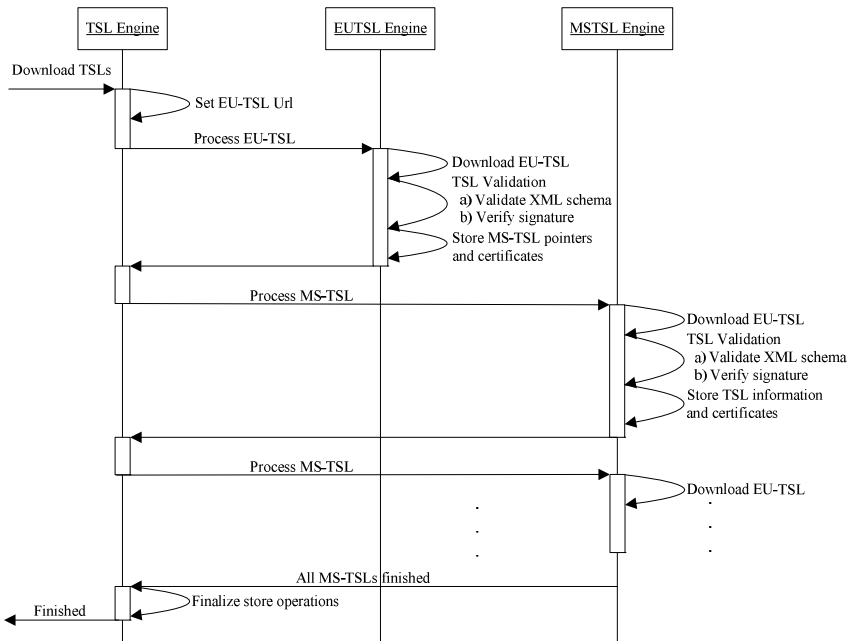 TSL Engine
EUTSL Engine
MSTSL Engine
Download TSLs
Set EU-TSL Url
Process EU-TSL
Download EU-TSL
TSL Validation
a) Validate XML schema
b) Verify signature
Store MS-TSL pointers
and certificates
Process MS-TSL
Download EU-TSL
TSL Validation
a) Validate XML schema
b) Verify signature
Store TSL information
and certificates
Process MS-TSL
Download EU-TSL
All MS-TSLs finished
Finalize store operations
Finished